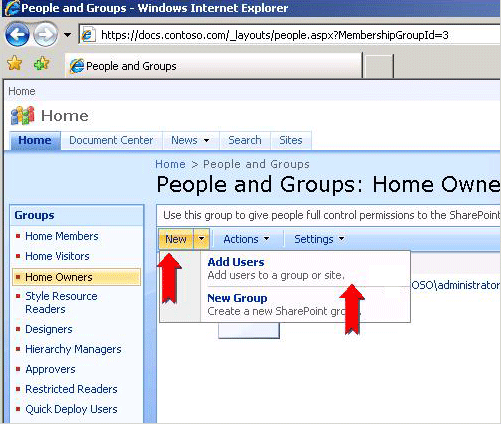 People and Groups - Windows Internet Explorer
https://docs.contoso.com/_layouts/people.aspx?MembershipGroupId=3
People and Groups
Home
Home
Home Document Center News Search Sites
Home > People and Groups
People and Groups: Home Owne
Groups
Home Members
Home Visitors
Home Owners
Style Resource
Readers
Designers
Hierarchy Managers
Approvers
Restricted Readers
Quick Deploy Users
Use this group to give people full control permissions to the SharePoint
New Actions Settings
Add Users
Add users to a group or site.
New Group
Create a new SharePoint
OSO\administrator